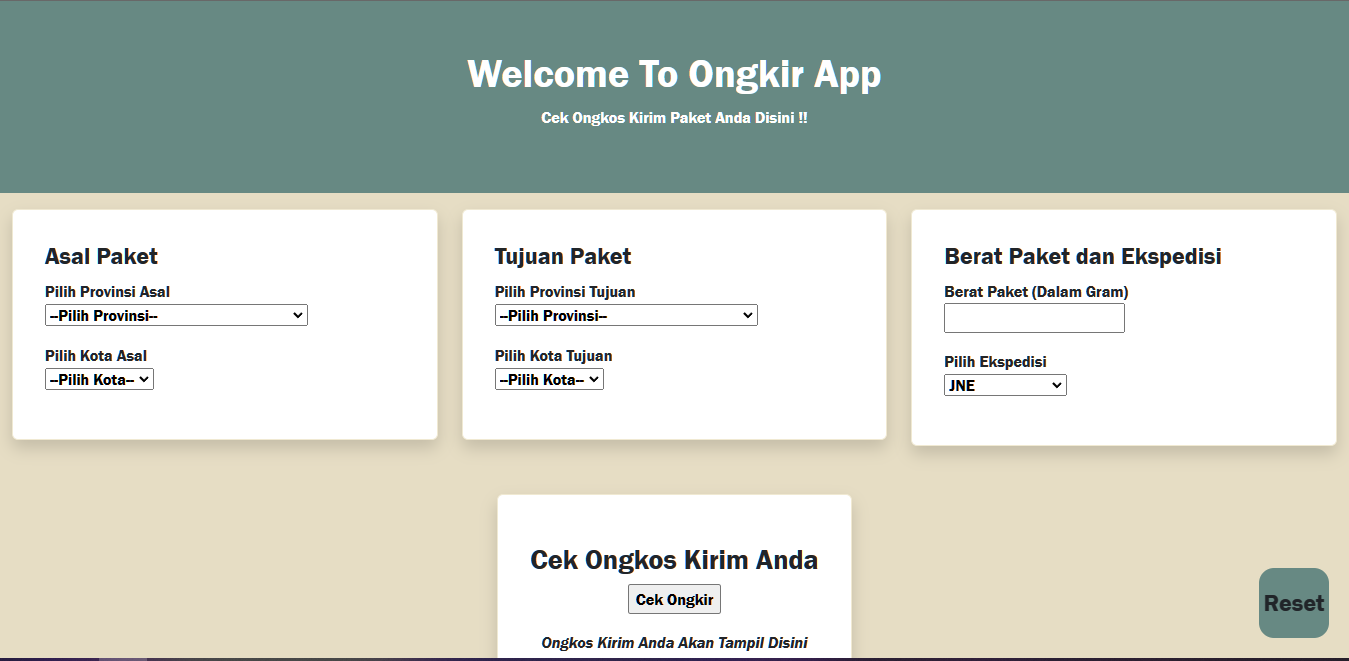 Welcome To Ongkir App
Cek Ongkos Kirim Paket Anda Disini !!
Asal Paket
Pilih Provinsi Asal
--Pilih Provinsi--
Pilih Kota Asal
--Pilih Kota--
Tujuan Paket
Pilih Provinsi Tujuan
--Pilih Provinsi--
Pilih Kota Tujuan
--Pilih Kota--
Berat Paket dan Ekspedisi
Berat Paket (Dalam Gram)
Pilih Ekspedisi
JNE
Cek Ongkos Kirim Anda
Cek Ongkir
Ongkos Kirim Anda Akan Tampil Disini
Reset